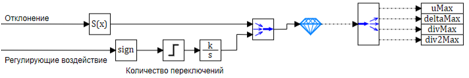 Отклонение
S(x)
Регулирующие воздействие
sign
k
s
Количество переключений
uMax
deltaMax
divMax
div2Max